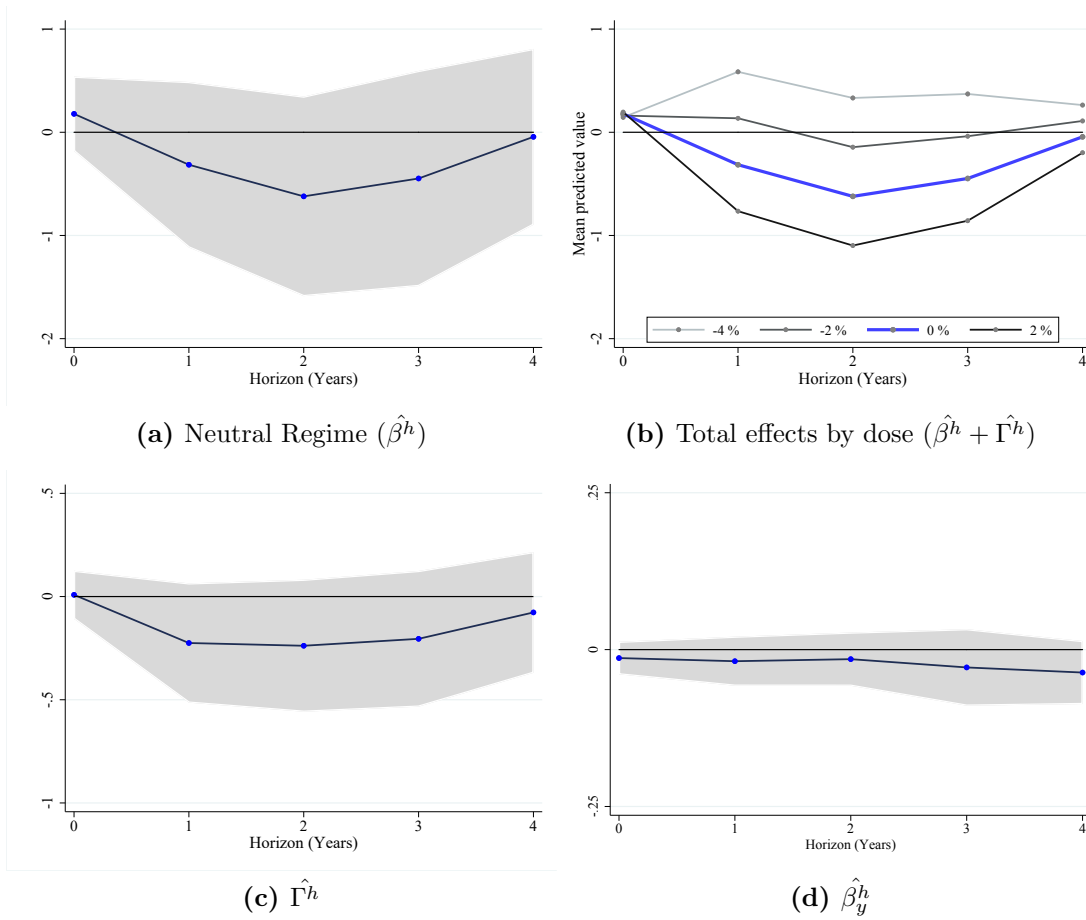 1
0
-1
-2
0 1 2 3 4
Horizon (Years)
(a) Neutral Regime (β̂^h)
Mean predicted value
1
0
-1
-2
-4 % -2 % 0 % 2 %
0 1 2 3 4
Horizon (Years)
(b) Total effects by dose (β̂^h + Γ̂^h)
.5
0
-.5
-1
0 1 2 3 4
Horizon (Years)
(c) Γ̂^h
.25
0
-.25
0 1 2 3 4
Horizon (Years)
(d) β̂_y^h